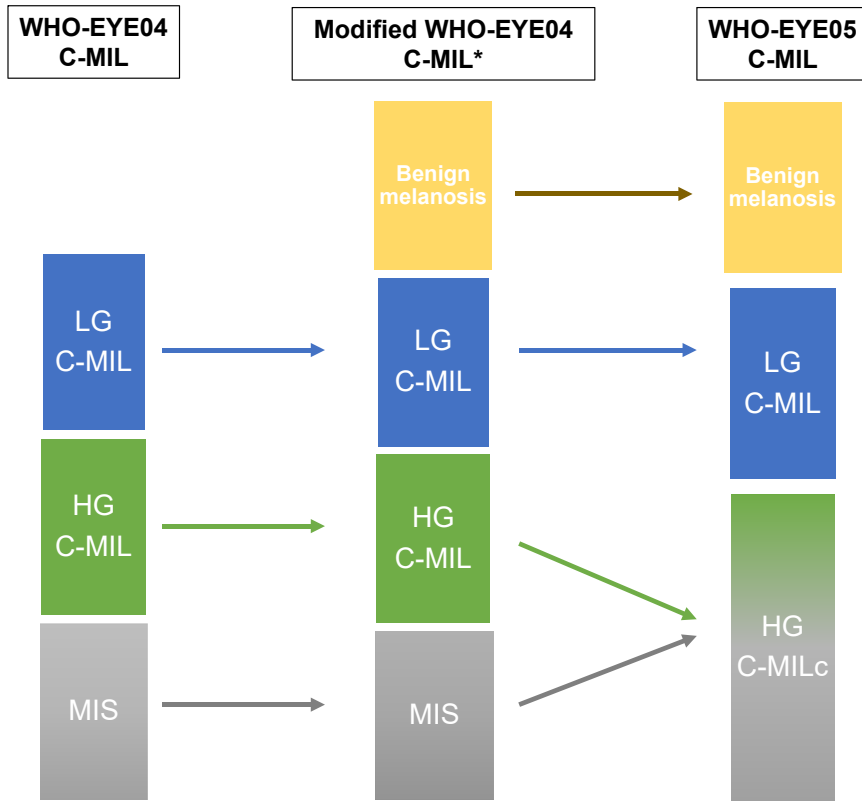 WHO-EYE04
C-MIL
Modified WHO-EYE04
C-MIL*
WHO-EYE05
C-MIL
Benign
melanosis
Benign
melanosis
LG
C-MIL
LG
C-MIL
LG
C-MIL
HG
C-MIL
HG
C-MIL
HG
C-MILc
MIS
MIS